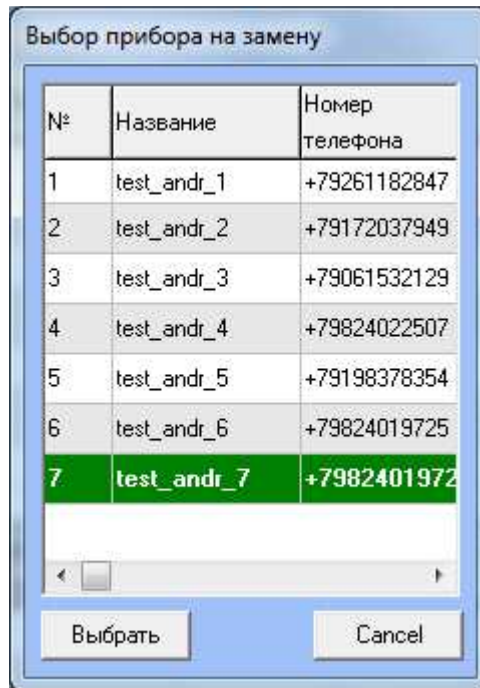 Выбор прибора на замену
№ Название Номер телефона
1 test_andr_1 +79261182847
2 test_andr_2 +79172037949
3 test_andr_3 +79061532129
4 test_andr_4 +79824022507
5 test_andr_5 +79198378354
6 test_andr_6 +79824019725
7 test_andr_7 +7982401972
Выбрать Cancel